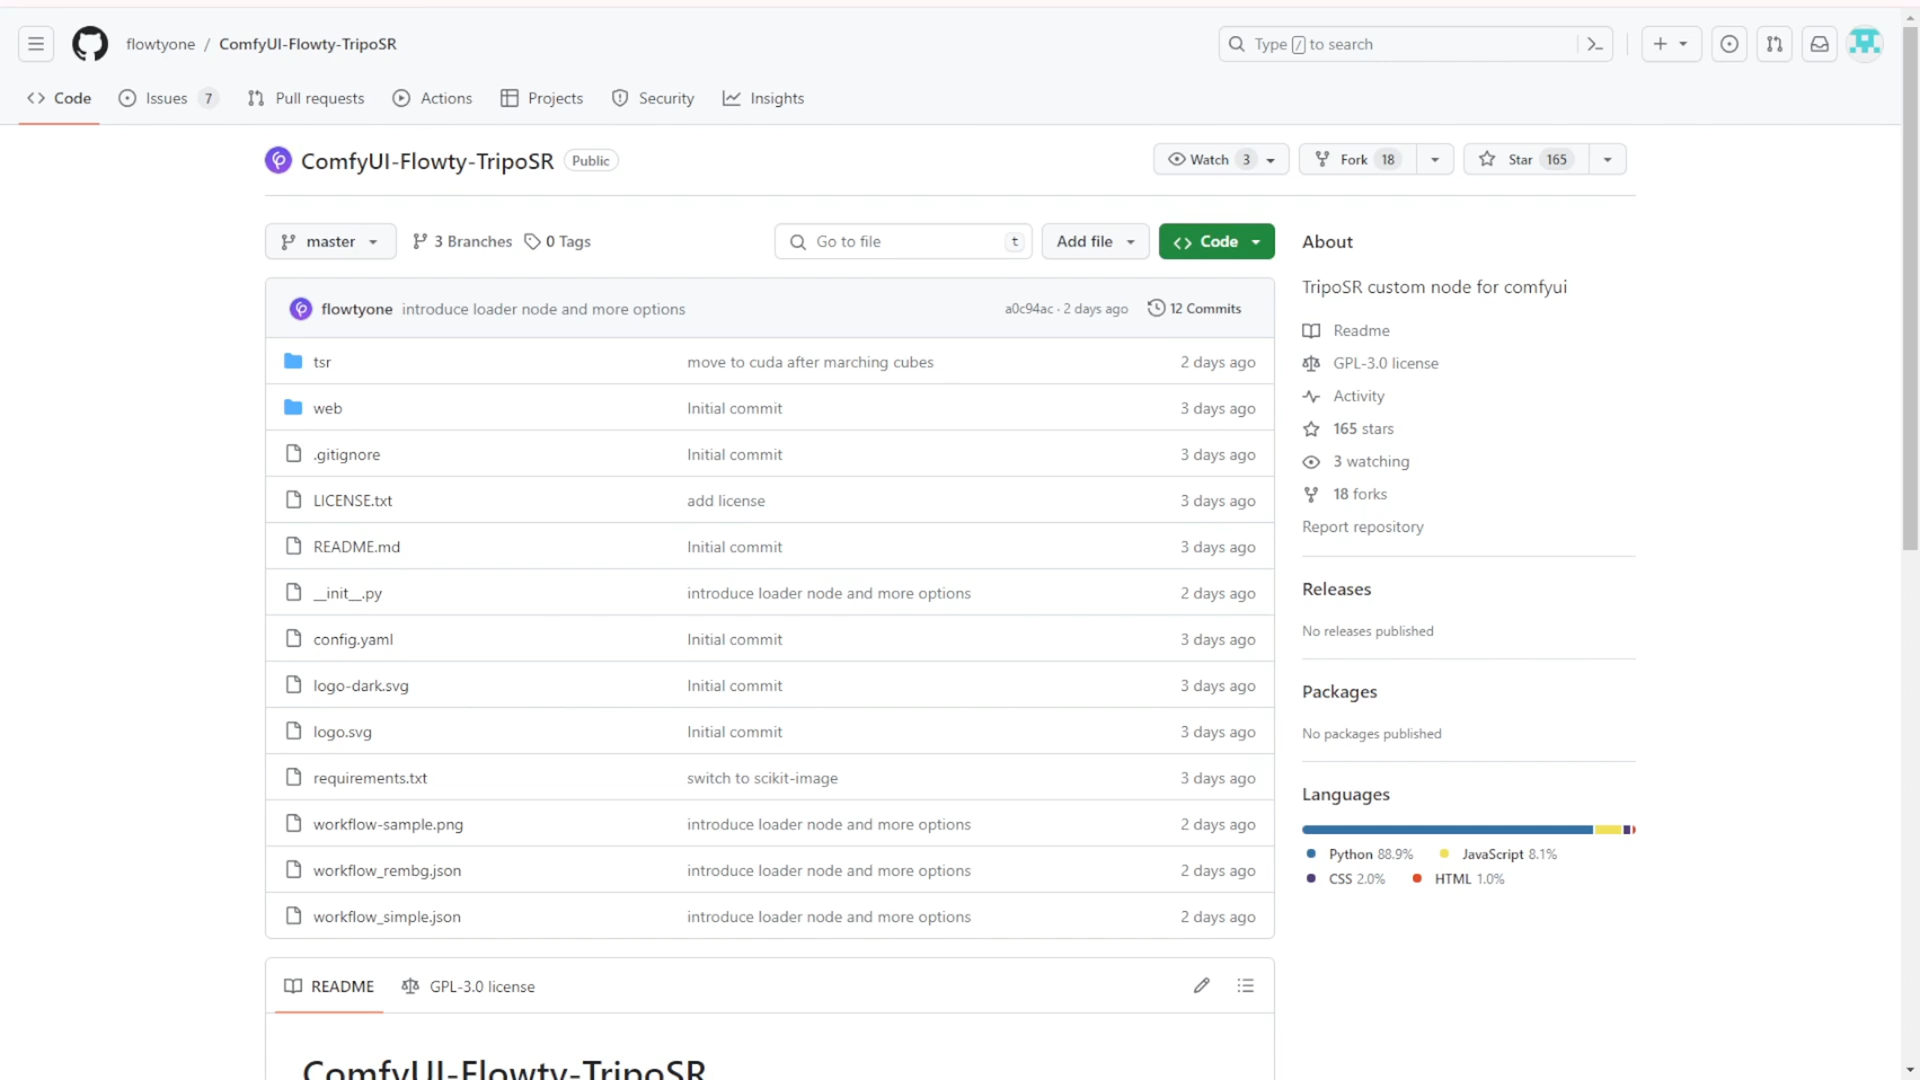 flowtyone / ComfyUI-Flowty-TripoSR
Type / to search
Code
Issues 7
Pull requests
Actions
Projects
Security
Insights
ComfyUI-Flowty-TripoSR Public
Watch 3
Fork 18
Star 165
master
3 Branches
0 Tags
Go to file t
Add file
Code
flowtyone introduce loader node and more options a0c94ac · 2 days ago 12 Commits
tsr move to cuda after marching cubes 2 days ago
web Initial commit 3 days ago
.gitignore Initial commit 3 days ago
LICENSE.txt add license 3 days ago
README.md Initial commit 3 days ago
__init__.py introduce loader node and more options 2 days ago
config.yaml Initial commit 3 days ago
logo-dark.svg Initial commit 3 days ago
logo.svg Initial commit 3 days ago
requirements.txt switch to scikit-image 3 days ago
workflow-sample.png introduce loader node and more options 2 days ago
workflow_rembg.json introduce loader node and more options 2 days ago
workflow_simple.json introduce loader node and more options 2 days ago
README
GPL-3.0 license
ComfyUI-Flowty-TripoSR
About
TripoSR custom node for comfyui
Readme
GPL-3.0 license
Activity
165 stars
3 watching
18 forks
Report repository
Releases
No releases published
Packages
No packages published
Languages
Python 88.9% JavaScript 8.1%
CSS 2.0% HTML 1.0%